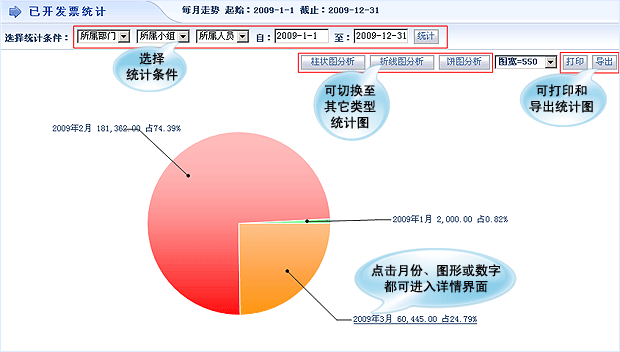 已开发票统计 每月走势 起始：2009-1-1 截止：2009-12-31
选择统计条件： 所属部门 所属小组 所属人员 自：2009-1-1 至：2009-12-31 统计
柱状图分析 折线图分析 饼图分析 图宽=550 打印 导出
选择
统计条件
可切换至
其它类型
统计图
可打印和
导出统计图
2009年2月 181,362.00 占74.39%
2009年1月 2,000.00 占0.82%
点击月份、图形或数字
都可进入详情界面
2009年3月 60,445.00 占24.79%